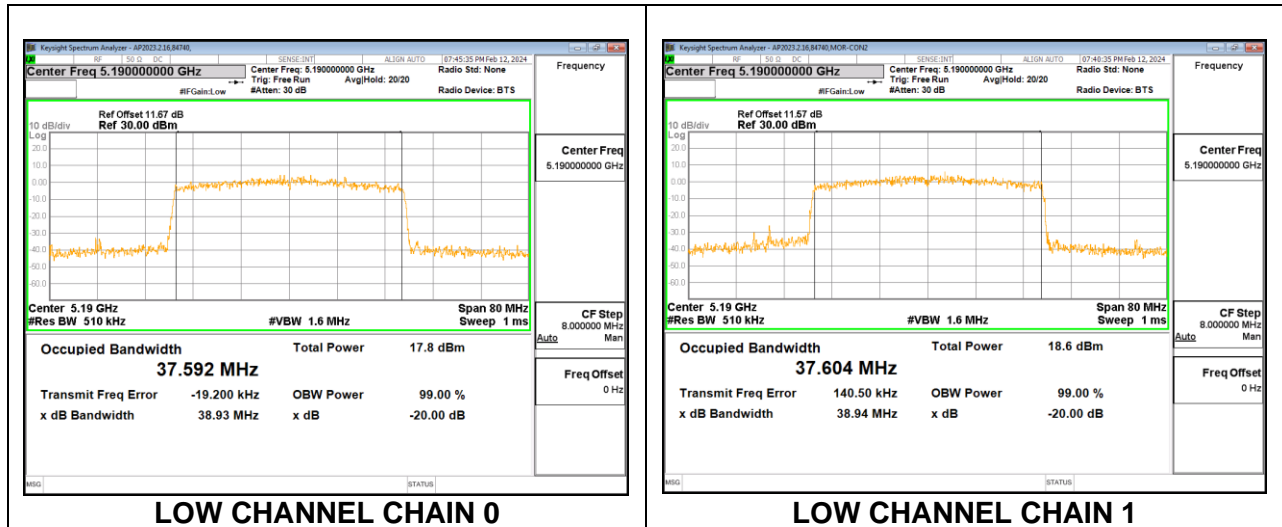 Keysight Spectrum Analyzer - AP2023.2.16,84740,
RF 50 Ω DC SENSE:INT ALIGN AUTO 07:45:35 PM Feb 12, 2024
Center Freq 5.190000000 GHz
Center Freq: 5.190000000 GHz Radio Std: None
Trig: Free Run Avg|Hold: 20/20
#IFGain:Low #Atten: 30 dB Radio Device: BTS
Ref Offset 11.67 dB
10 dB/div Ref 30.00 dBm
Log
20.0
10.0
0.00
-10.0
-20.0
-30.0
-40.0
-50.0
-60.0
Center 5.19 GHz Span 80 MHz
#Res BW 510 kHz #VBW 1.6 MHz Sweep 1 ms
Occupied Bandwidth Total Power 17.8 dBm
37.592 MHz
Transmit Freq Error -19.200 kHz OBW Power 99.00 %
x dB Bandwidth 38.93 MHz x dB -20.00 dB
MSG STATUS
Frequency
Center Freq
5.190000000 GHz
CF Step
8.000000 MHz
Auto Man
Freq Offset
0 Hz
LOW CHANNEL CHAIN 0
Keysight Spectrum Analyzer - AP2023.2.16,84740,MOR-CON2
RF 50 Ω DC SENSE:INT ALIGN AUTO 07:40:35 PM Feb 12, 2024
Center Freq 5.190000000 GHz
Center Freq: 5.190000000 GHz Radio Std: None
Trig: Free Run Avg|Hold: 20/20
#IFGain:Low #Atten: 30 dB Radio Device: BTS
Ref Offset 11.57 dB
10 dB/div Ref 30.00 dBm
Log
20.0
10.0
0.00
-10.0
-20.0
-30.0
-40.0
-50.0
-60.0
Center 5.19 GHz Span 80 MHz
#Res BW 510 kHz #VBW 1.6 MHz Sweep 1 ms
Occupied Bandwidth Total Power 18.6 dBm
37.604 MHz
Transmit Freq Error 140.50 kHz OBW Power 99.00 %
x dB Bandwidth 38.94 MHz x dB -20.00 dB
MSG STATUS
Frequency
Center Freq
5.190000000 GHz
CF Step
8.000000 MHz
Auto Man
Freq Offset
0 Hz
LOW CHANNEL CHAIN 1